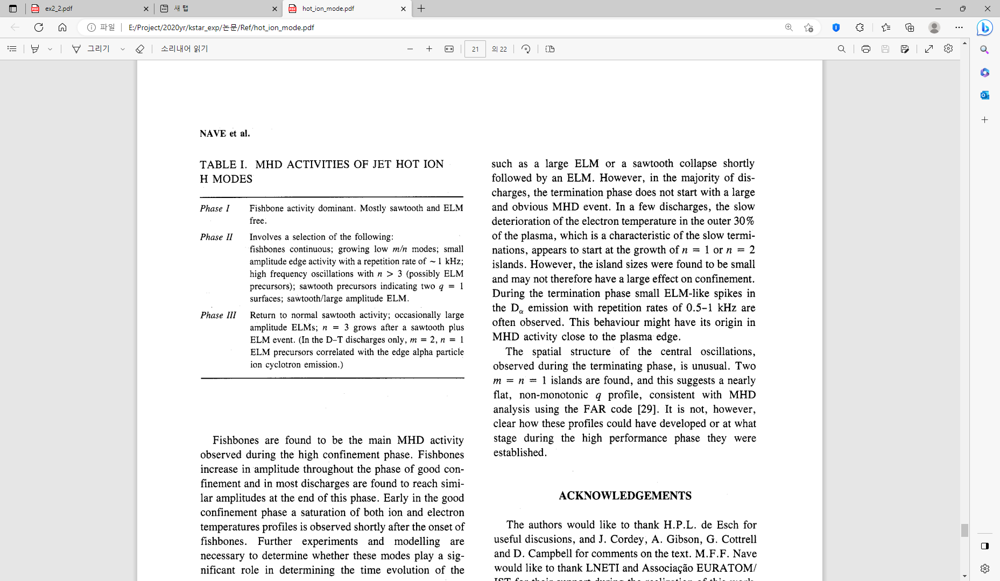 ex2_2.pdf
새 탭
hot_ion_mode.pdf
파일
E:/Project/2020yr/kstar_exp/논문/Ref/hot_ion_mode.pdf
그리기
소리내어 읽기
21
의 22
NAVE et al.
TABLE I. MHD ACTIVITIES OF JET HOT ION
H MODES
Phase I Fishbone activity dominant. Mostly sawtooth and ELM
free.
Phase II Involves a selection of the following:
fishbones continuous; growing low m/n modes; small
amplitude edge activity with a repetition rate of ~ 1 kHz;
high frequency oscillations with n > 3 (possibly ELM
precursors); sawtooth precursors indicating two q = 1
surfaces; sawtooth/large amplitude ELM.
Phase III Return to normal sawtooth activity; occasionally large
amplitude ELMs; n = 3 grows after a sawtooth plus
ELM event. (In the D–T discharges only, m = 2, n = 1
ELM precursors correlated with the edge alpha particle
ion cyclotron emission.)
Fishbones are found to be the main MHD activity
observed during the high confinement phase. Fishbones
increase in amplitude throughout the phase of good con-
finement and in most discharges are found to reach simi-
lar amplitudes at the end of this phase. Early in the good
confinement phase a saturation of both ion and electron
temperatures profiles is observed shortly after the onset of
fishbones. Further experiments and modelling are
necessary to determine whether these modes play a sig-
nificant role in determining the time evolution of the
such as a large ELM or a sawtooth collapse shortly
followed by an ELM. However, in the majority of dis-
charges, the termination phase does not start with a large
and obvious MHD event. In a few discharges, the slow
deterioration of the electron temperature in the outer 30%
of the plasma, which is a characteristic of the slow termi-
nations, appears to start at the growth of n = 1 or n = 2
islands. However, the island sizes were found to be small
and may not therefore have a large effect on confinement.
During the termination phase small ELM-like spikes in
the Dα emission with repetition rates of 0.5–1 kHz are
often observed. This behaviour might have its origin in
MHD activity close to the plasma edge.
The spatial structure of the central oscillations,
observed during the terminating phase, is unusual. Two
m = n = 1 islands are found, and this suggests a nearly
flat, non-monotonic q profile, consistent with MHD
analysis using the FAR code [29]. It is not, however,
clear how these profiles could have developed or at what
stage during the high performance phase they were
established.
ACKNOWLEDGEMENTS
The authors would like to thank H.P.L. de Esch for
useful discusions, and J. Cordey, A. Gibson, G. Cottrell
and D. Campbell for comments on the text. M.F.F. Nave
would like to thank LNETI and Associação EURATOM/
IST for their support during the realization of this work.